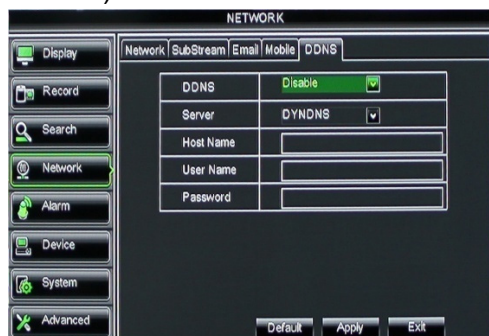 NETWORK
Display
Record
Search
Network
Alarm
Device
System
Advanced
Network SubStream Email Mobile DDNS
DDNS Disable
Server DYNDNS
Host Name
User Name
Password
Default Apply Exit